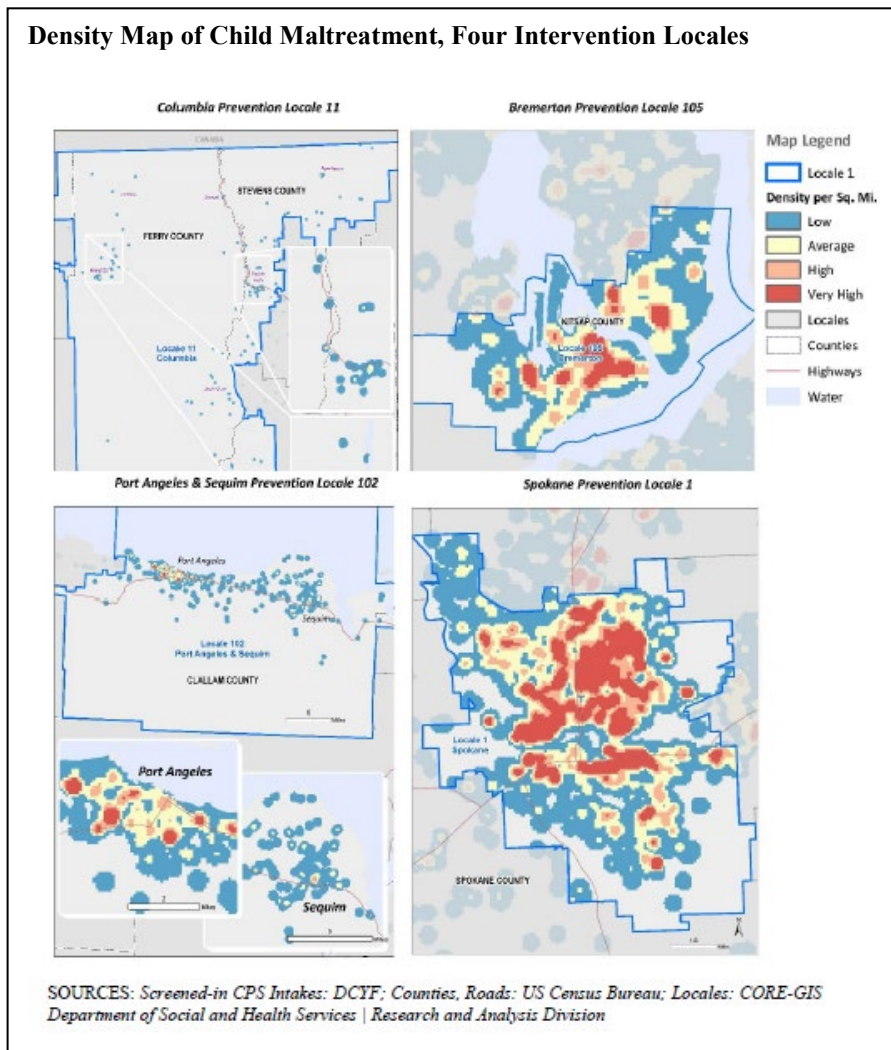 Density Map of Child Maltreatment, Four Intervention Locales
Columbia Prevention Locale 11
Bremerton Prevention Locale 105
CANADA
STEVENS COUNTY
FERRY COUNTY
Locale 11
Columbia
KITSAP COUNTY
Bremerton
Map Legend
Locale 1
Density per Sq. Mi.
Low
Average
High
Very High
Locales
Counties
Highways
Water
Port Angeles & Sequim Prevention Locale 102
Spokane Prevention Locale 1
Port Angeles
Sequim
Locale 102
Port Angeles & Sequim
CLALLAM COUNTY
Port Angeles
Sequim
Locale 1
Spokane
SPOKANE COUNTY
N
SOURCES: Screened-in CPS Intakes: DCYF; Counties, Roads: US Census Bureau; Locales: CORE-GIS
Department of Social and Health Services | Research and Analysis Division